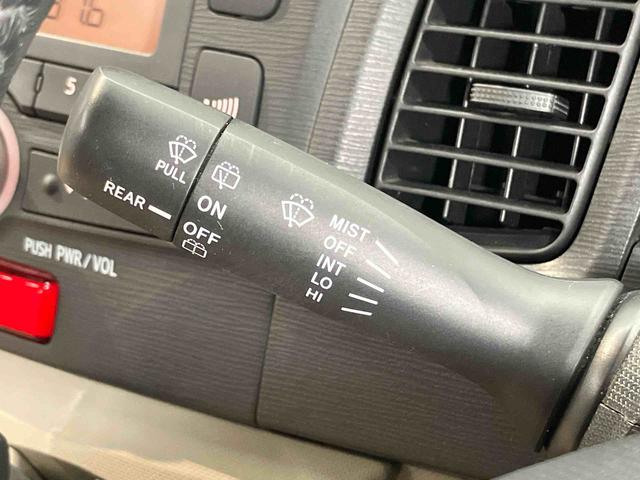 5
PULL
REAR
ON
OFF
MIST
OFF
INT
LO
HI
PUSH PWR/VOL